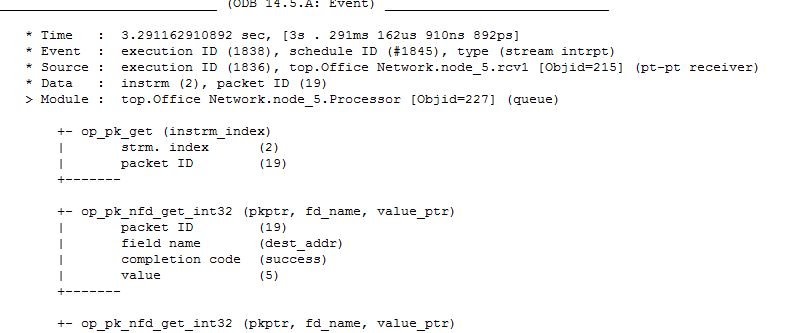 (ODB 14.5.A: Event)
* Time : 3.291162910892 sec, [3s . 291ms 162us 910ns 892ps]
* Event : execution ID (1838), schedule ID (#1845), type (stream intrpt)
* Source : execution ID (1836), top.Office Network.node_5.rcv1 [Objid=215] (pt-pt receiver)
* Data : instrm (2), packet ID (19)
> Module : top.Office Network.node_5.Processor [Objid=227] (queue)
+- op_pk_get (instrm_index)
| strm. index (2)
| packet ID (19)
+-------
+- op_pk_nfd_get_int32 (pkptr, fd_name, value_ptr)
| packet ID (19)
| field name (dest_addr)
| completion code (success)
| value (5)
+-------
+- op_pk_nfd_get_int32 (pkptr, fd_name, value_ptr)